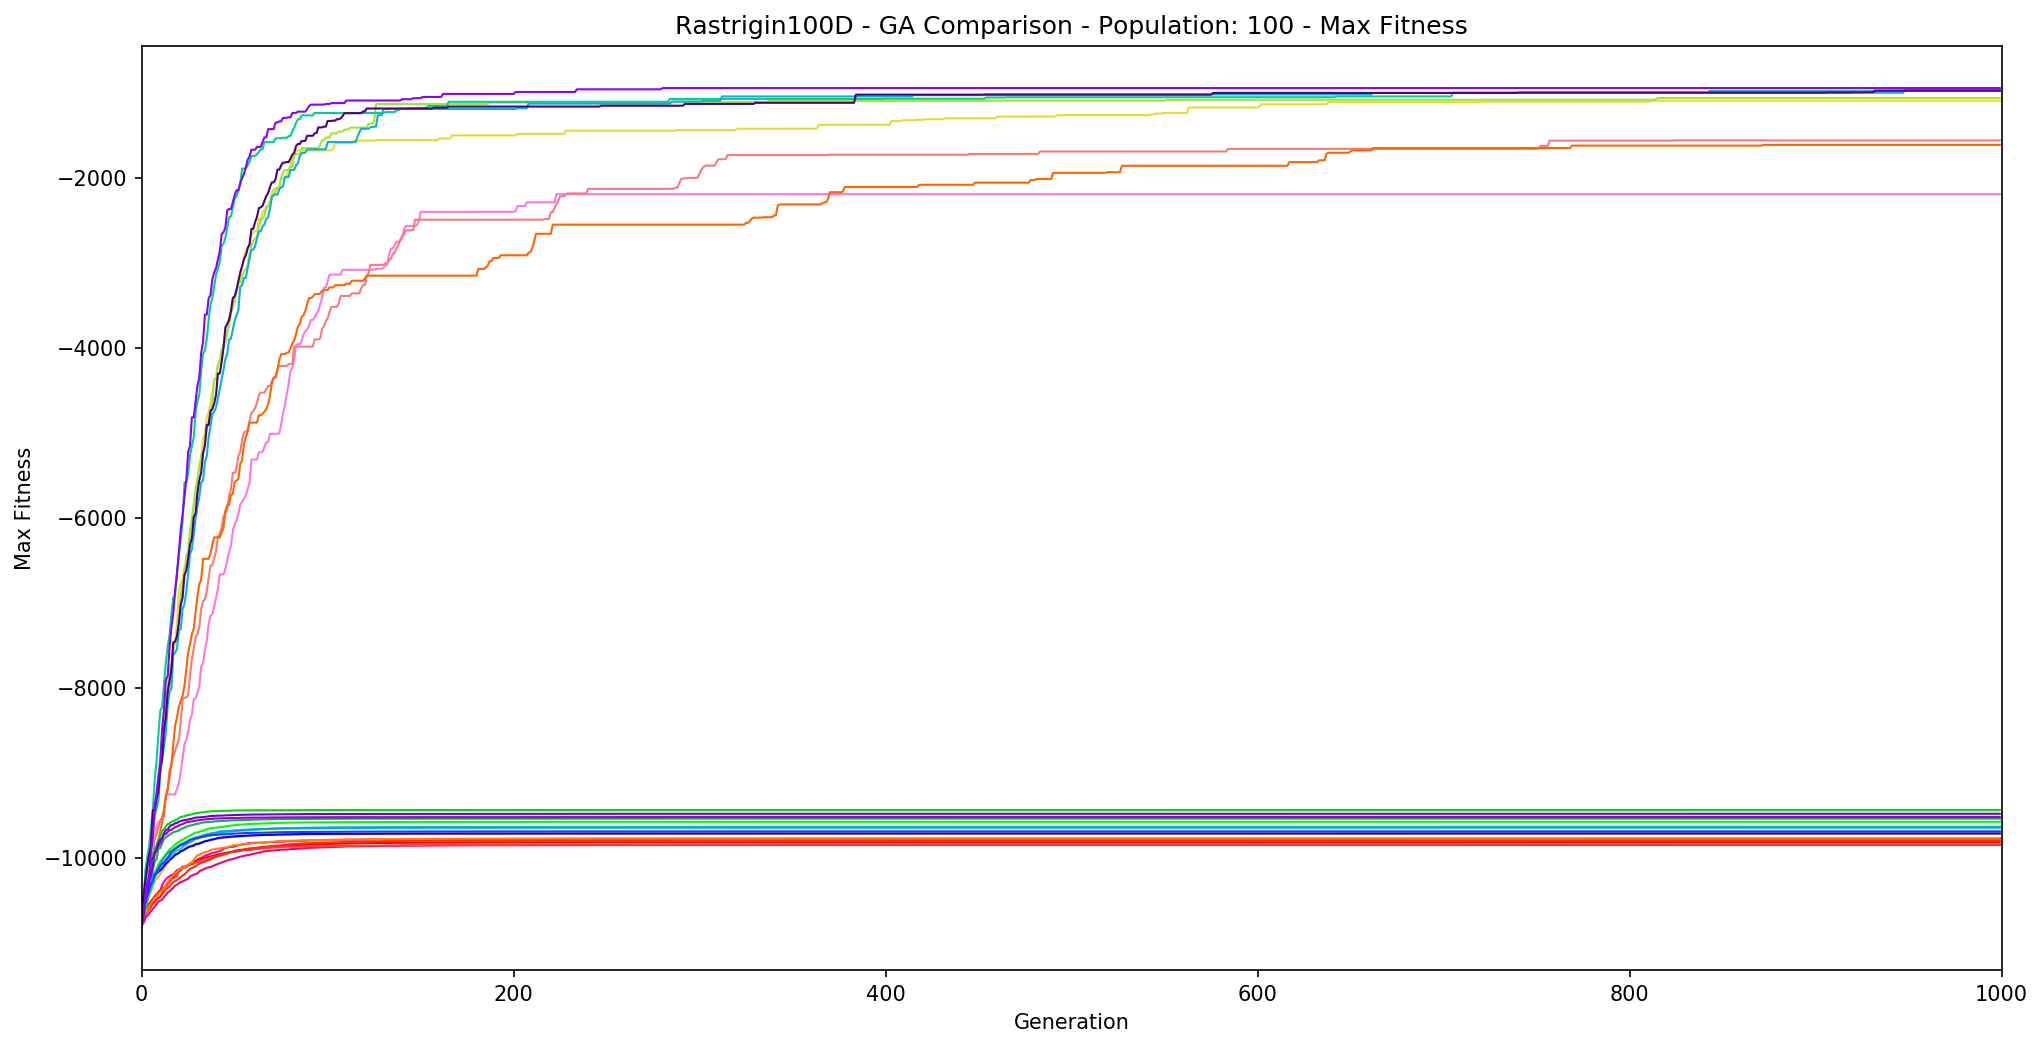 Rastrigin100D - GA Comparison - Population: 100 - Max Fitness
Max Fitness
−2000
−4000
−6000
−8000
−10000
0 200 400 600 800 1000
Generation